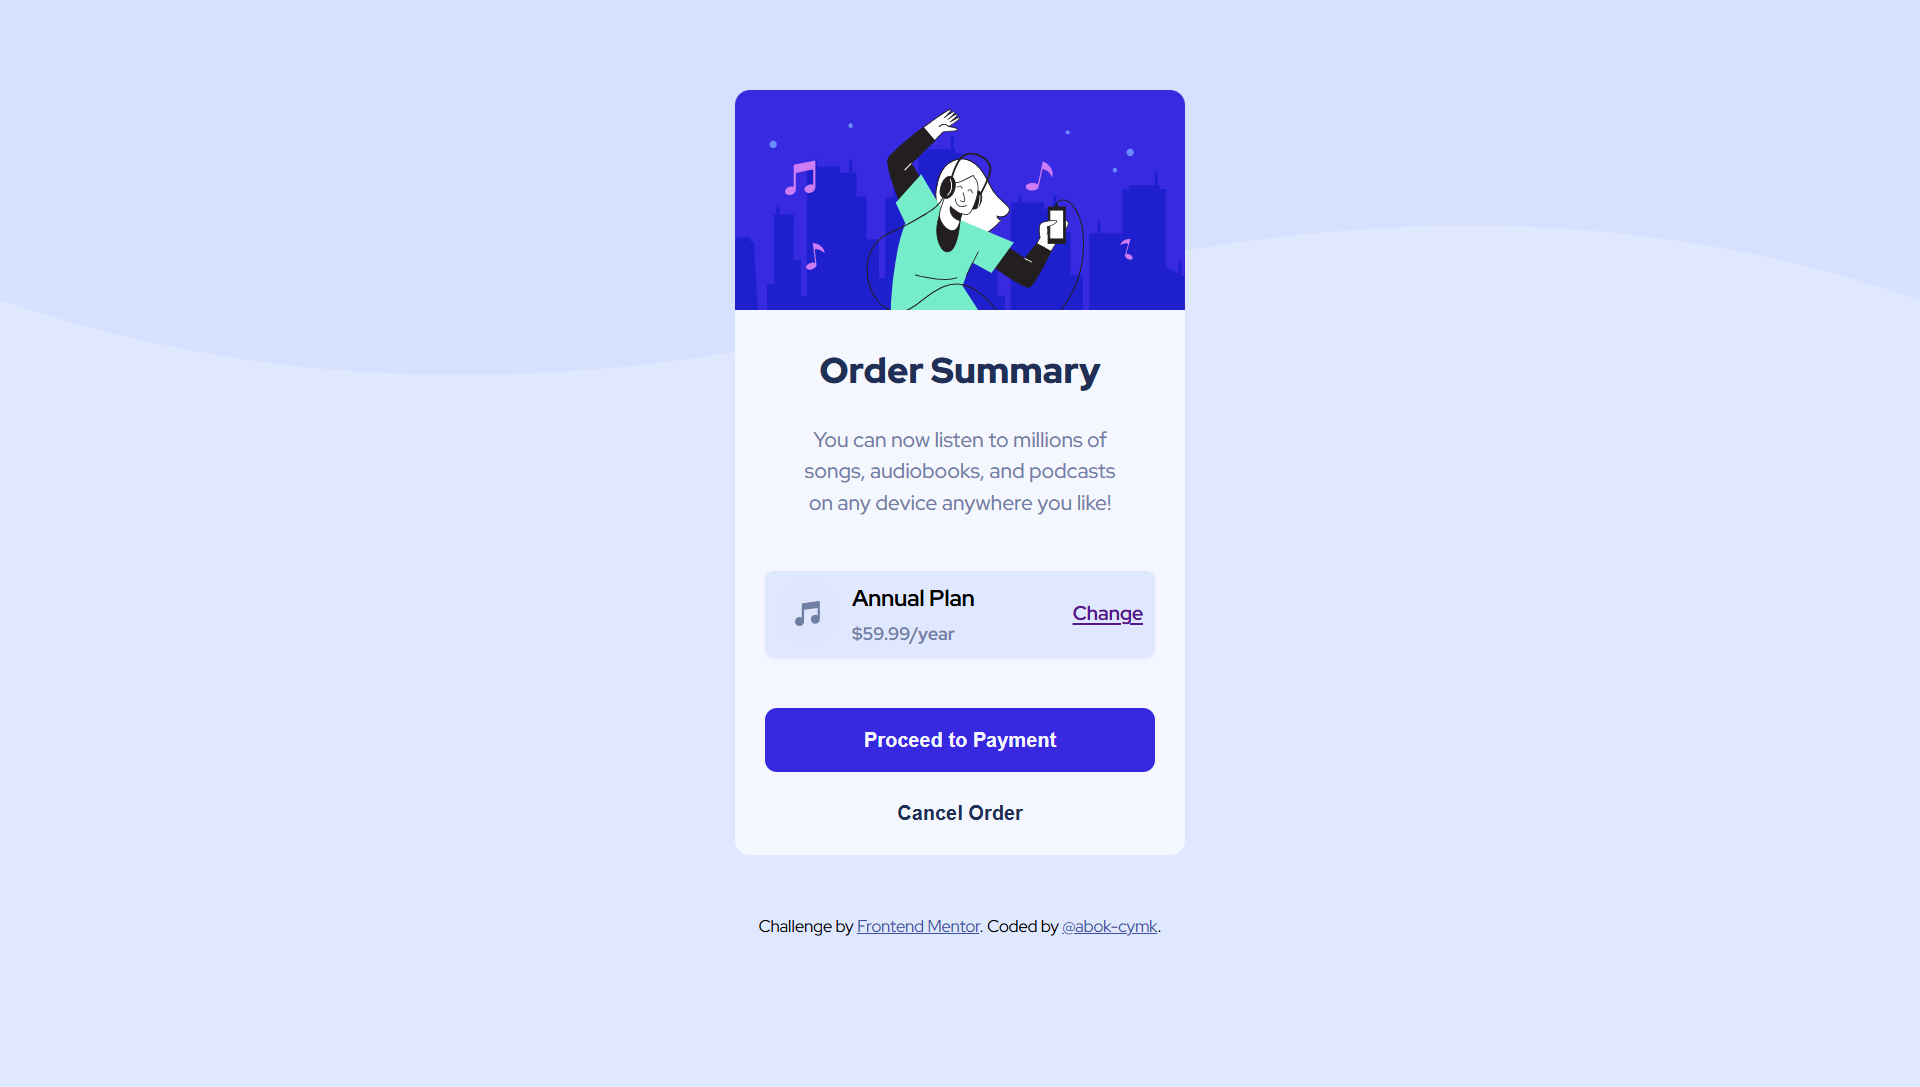 Order Summary
You can now listen to millions of
songs, audiobooks, and podcasts
on any device anywhere you like!
Annual Plan
$59.99/year
Change
Proceed to Payment
Cancel Order
Challenge by Frontend Mentor. Coded by @abok-cymk.